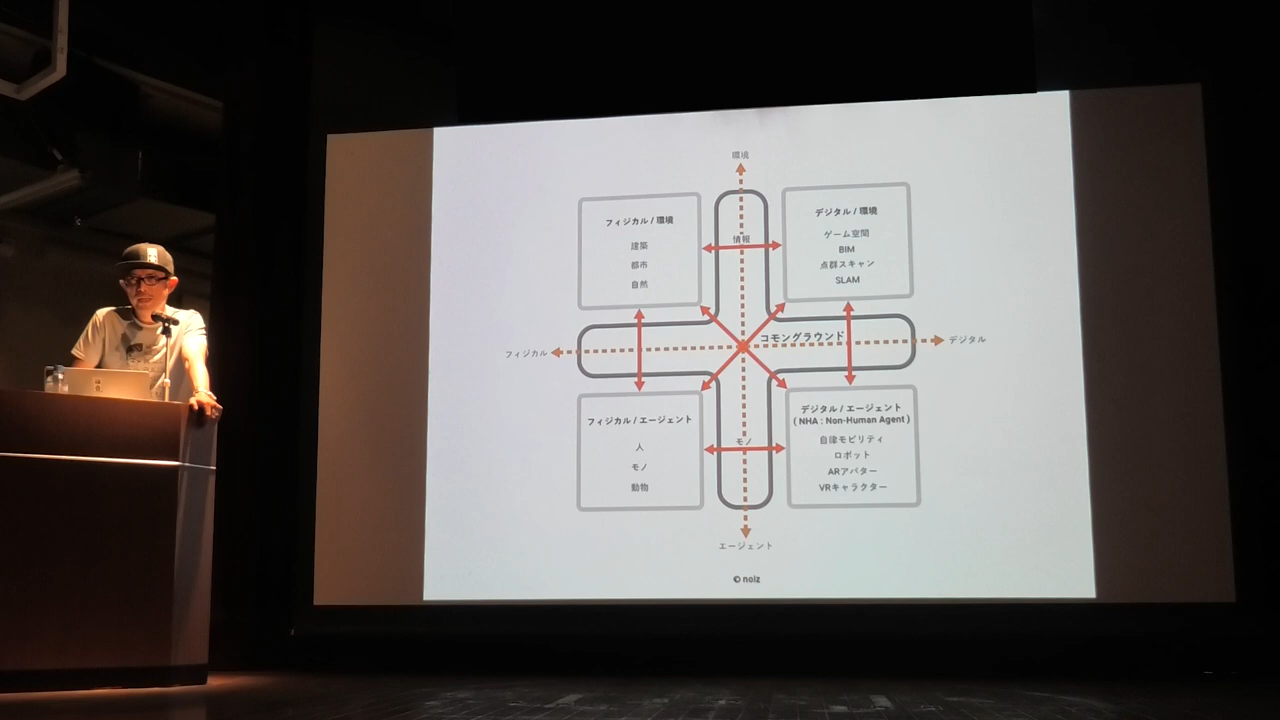 環境
フィジカル / 環境
建築
都市
自然
情報
デジタル / 環境
ゲーム空間
BIM
点群スキャン
SLAM
フィジカル
コモングラウンド
デジタル
フィジカル / エージェント
人
モノ
動物
モノ
デジタル / エージェント
( NHA : Non-Human Agent )
自律モビリティ
ロボット
ARアバター
VRキャラクター
エージェント
© noiz